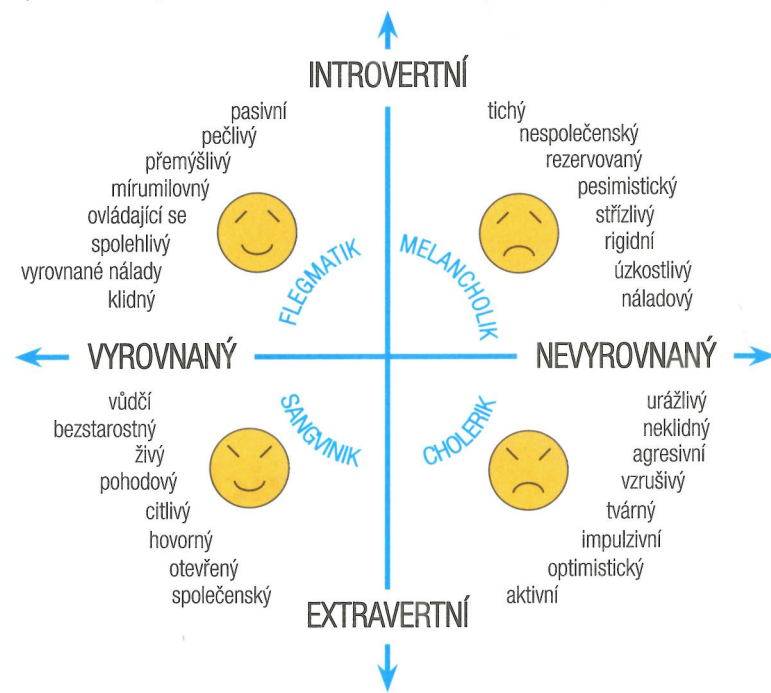 INTROVERTNÍ
pasivní
pečlivý
přemýšlivý
mírumilovný
ovládající se
spolehlivý
vyrovnané nálady
klidný
FLEGMATIK
tichý
nespolečenský
rezervovaný
pesimistický
střízlivý
rigidní
úzkostlivý
náladový
MELANCHOLIK
VYROVNANÝ
NEVYROVNANÝ
vůdčí
bezstarostný
živý
pohodový
citlivý
hovorný
otevřený
společenský
SANGVINIK
urážlivý
neklidný
agresivní
vzrušivý
tvárný
impulzivní
optimistický
aktivní
CHOLERIK
EXTRAVERTNÍ